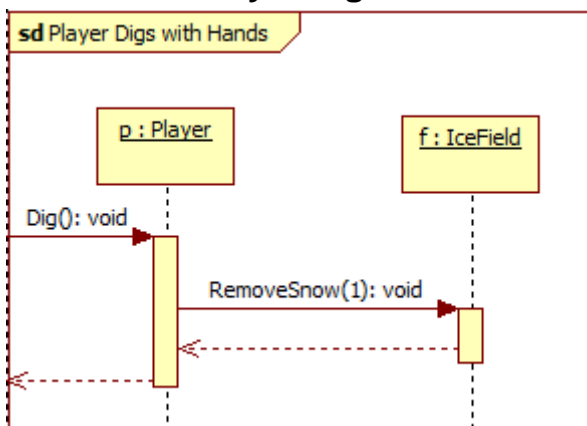 sd Player Digs with Hands
p : Player
f : IceField
Dig(): void
RemoveSnow(1): void